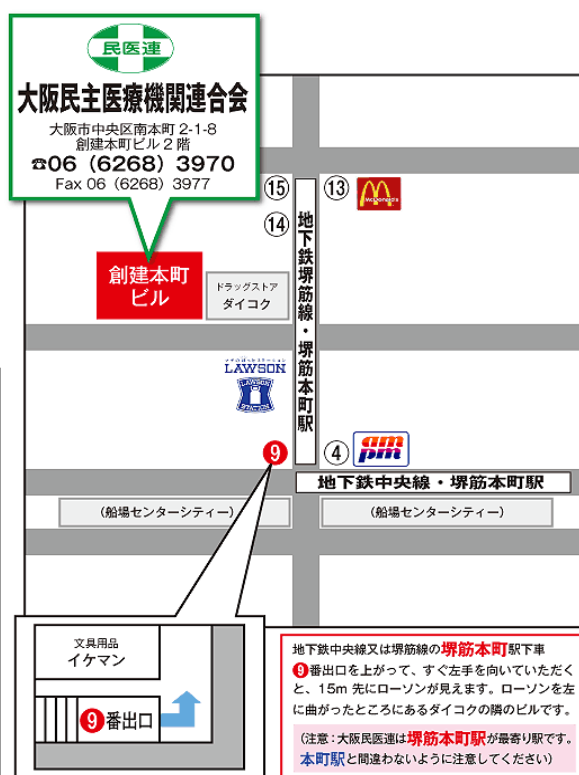 民医連
大阪民主医療機関連合会
大阪市中央区南本町 2-1-8
創建本町ビル 2 階
☎06（6268）3970
Fax 06（6268）3977
⑮
⑬
McDonald's
⑭
地下鉄堺筋線・堺筋本町駅
創建本町
ビル
ドラッグストア
ダイコク
LAWSON
LAWSON
STATION
❾
④
am
pm
地下鉄中央線・堺筋本町駅
（船場センターシティー）
（船場センターシティー）
文具用品
イケマン
❾番出口
地下鉄中央線又は堺筋線の堺筋本町駅下車
❾番出口を上がって、すぐ左手を向いていただく
と、15m 先にローソンが見えます。ローソンを左
に曲がったところにあるダイコクの隣のビルです。
（注意：大阪民医連は堺筋本町駅が最寄り駅です。
本町駅と間違わないように注意してください）